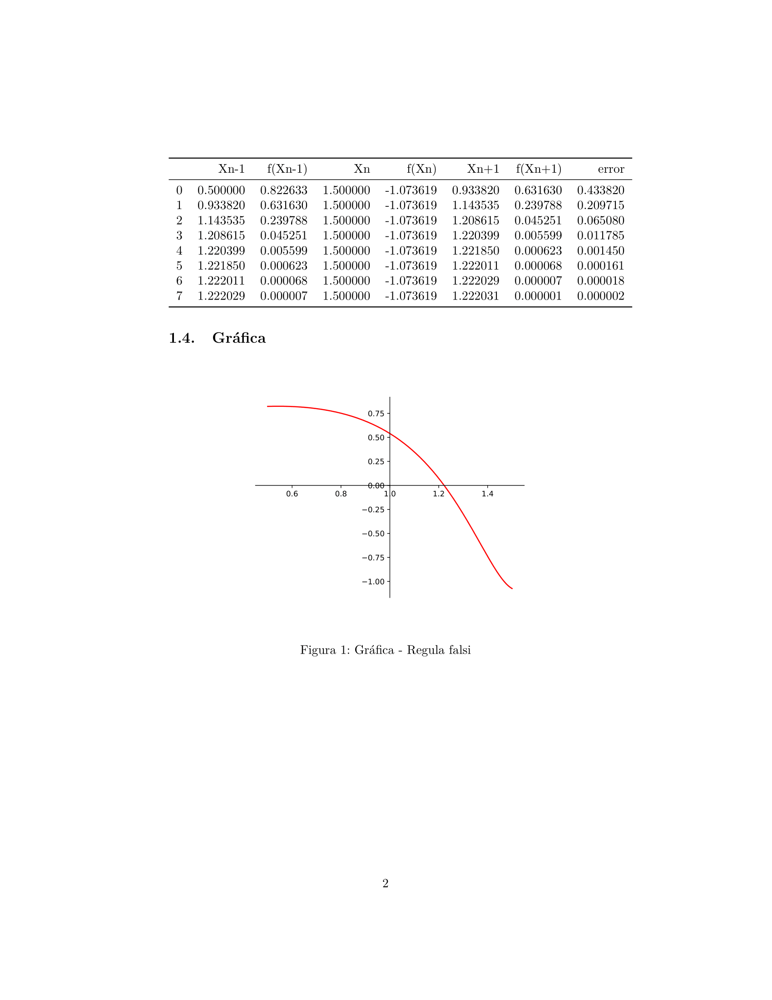 Xn-1 f(Xn-1) Xn f(Xn) Xn+1 f(Xn+1) error
0 0.500000 0.822633 1.500000 -1.073619 0.933820 0.631630 0.433820
1 0.933820 0.631630 1.500000 -1.073619 1.143535 0.239788 0.209715
2 1.143535 0.239788 1.500000 -1.073619 1.208615 0.045251 0.065080
3 1.208615 0.045251 1.500000 -1.073619 1.220399 0.005599 0.011785
4 1.220399 0.005599 1.500000 -1.073619 1.221850 0.000623 0.001450
5 1.221850 0.000623 1.500000 -1.073619 1.222011 0.000068 0.000161
6 1.222011 0.000068 1.500000 -1.073619 1.222029 0.000007 0.000018
7 1.222029 0.000007 1.500000 -1.073619 1.222031 0.000001 0.000002
1.4. Gráfica
0.75
0.50
0.25
0.00
0.6 0.8 1.0 1.2 1.4
−0.25
−0.50
−0.75
−1.00
Figura 1: Gráfica - Regula falsi
2